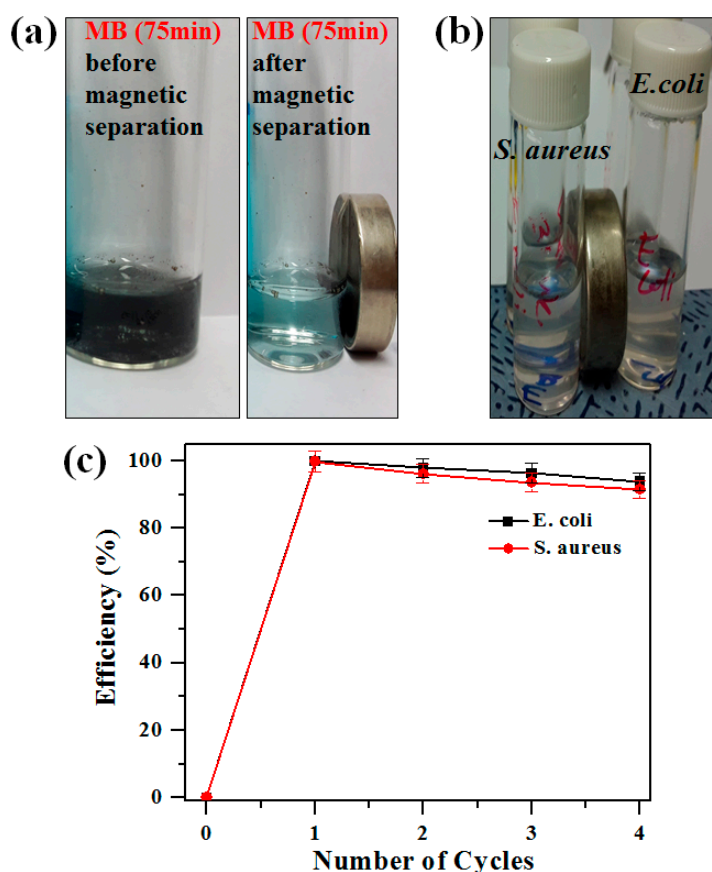 (a)
MB (75min)
before
magnetic
separation
MB (75min)
after
magnetic
separation
(b)
S. aureus
E.coli
E
Coli
E
(c)
100
80
60
40
20
0
Efficiency (%)
E. coli
S. aureus
0 1 2 3 4
Number of Cycles